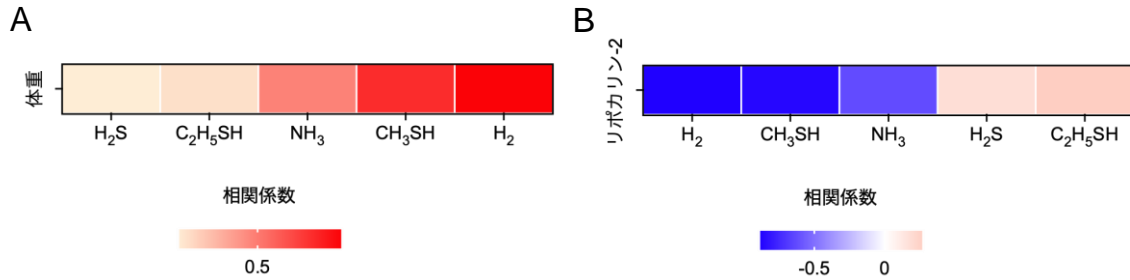 A
体重
H₂S C₂H₅SH NH₃ CH₃SH H₂
相関係数
0.5
B
リポカリン-2
H₂ CH₃SH NH₃ H₂S C₂H₅SH
相関係数
-0.5 0